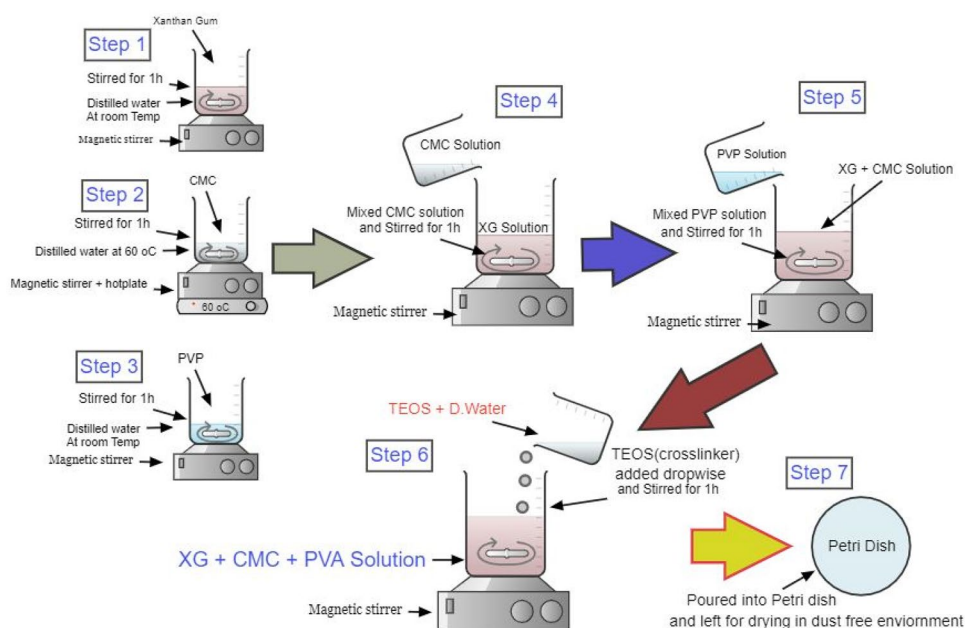 Step 1
Xanthan Gum
Stirred for 1h
Distilled water
At room Temp
Magnetic stirrer
Step 2
CMC
Stirred for 1h
Distilled water at 60 oC
Magnetic stirrer + hotplate
60 oC
Step 3
PVP
Stirred for 1h
Distilled water
At room Temp
Magnetic stirrer
Step 4
CMC Solution
Mixed CMC solution
and Stirred for 1h
XG Solution
Magnetic stirrer
Step 5
PVP Solution
XG + CMC Solution
Mixed PVP solution
and Stirred for 1h
Magnetic stirrer
Step 6
TEOS + D.Water
TEOS(crosslinker)
added dropwise
and Stirred for 1h
XG + CMC + PVA Solution
Magnetic stirrer
Step 7
Petri Dish
Poured into Petri dish
and left for drying in dust free enviornment